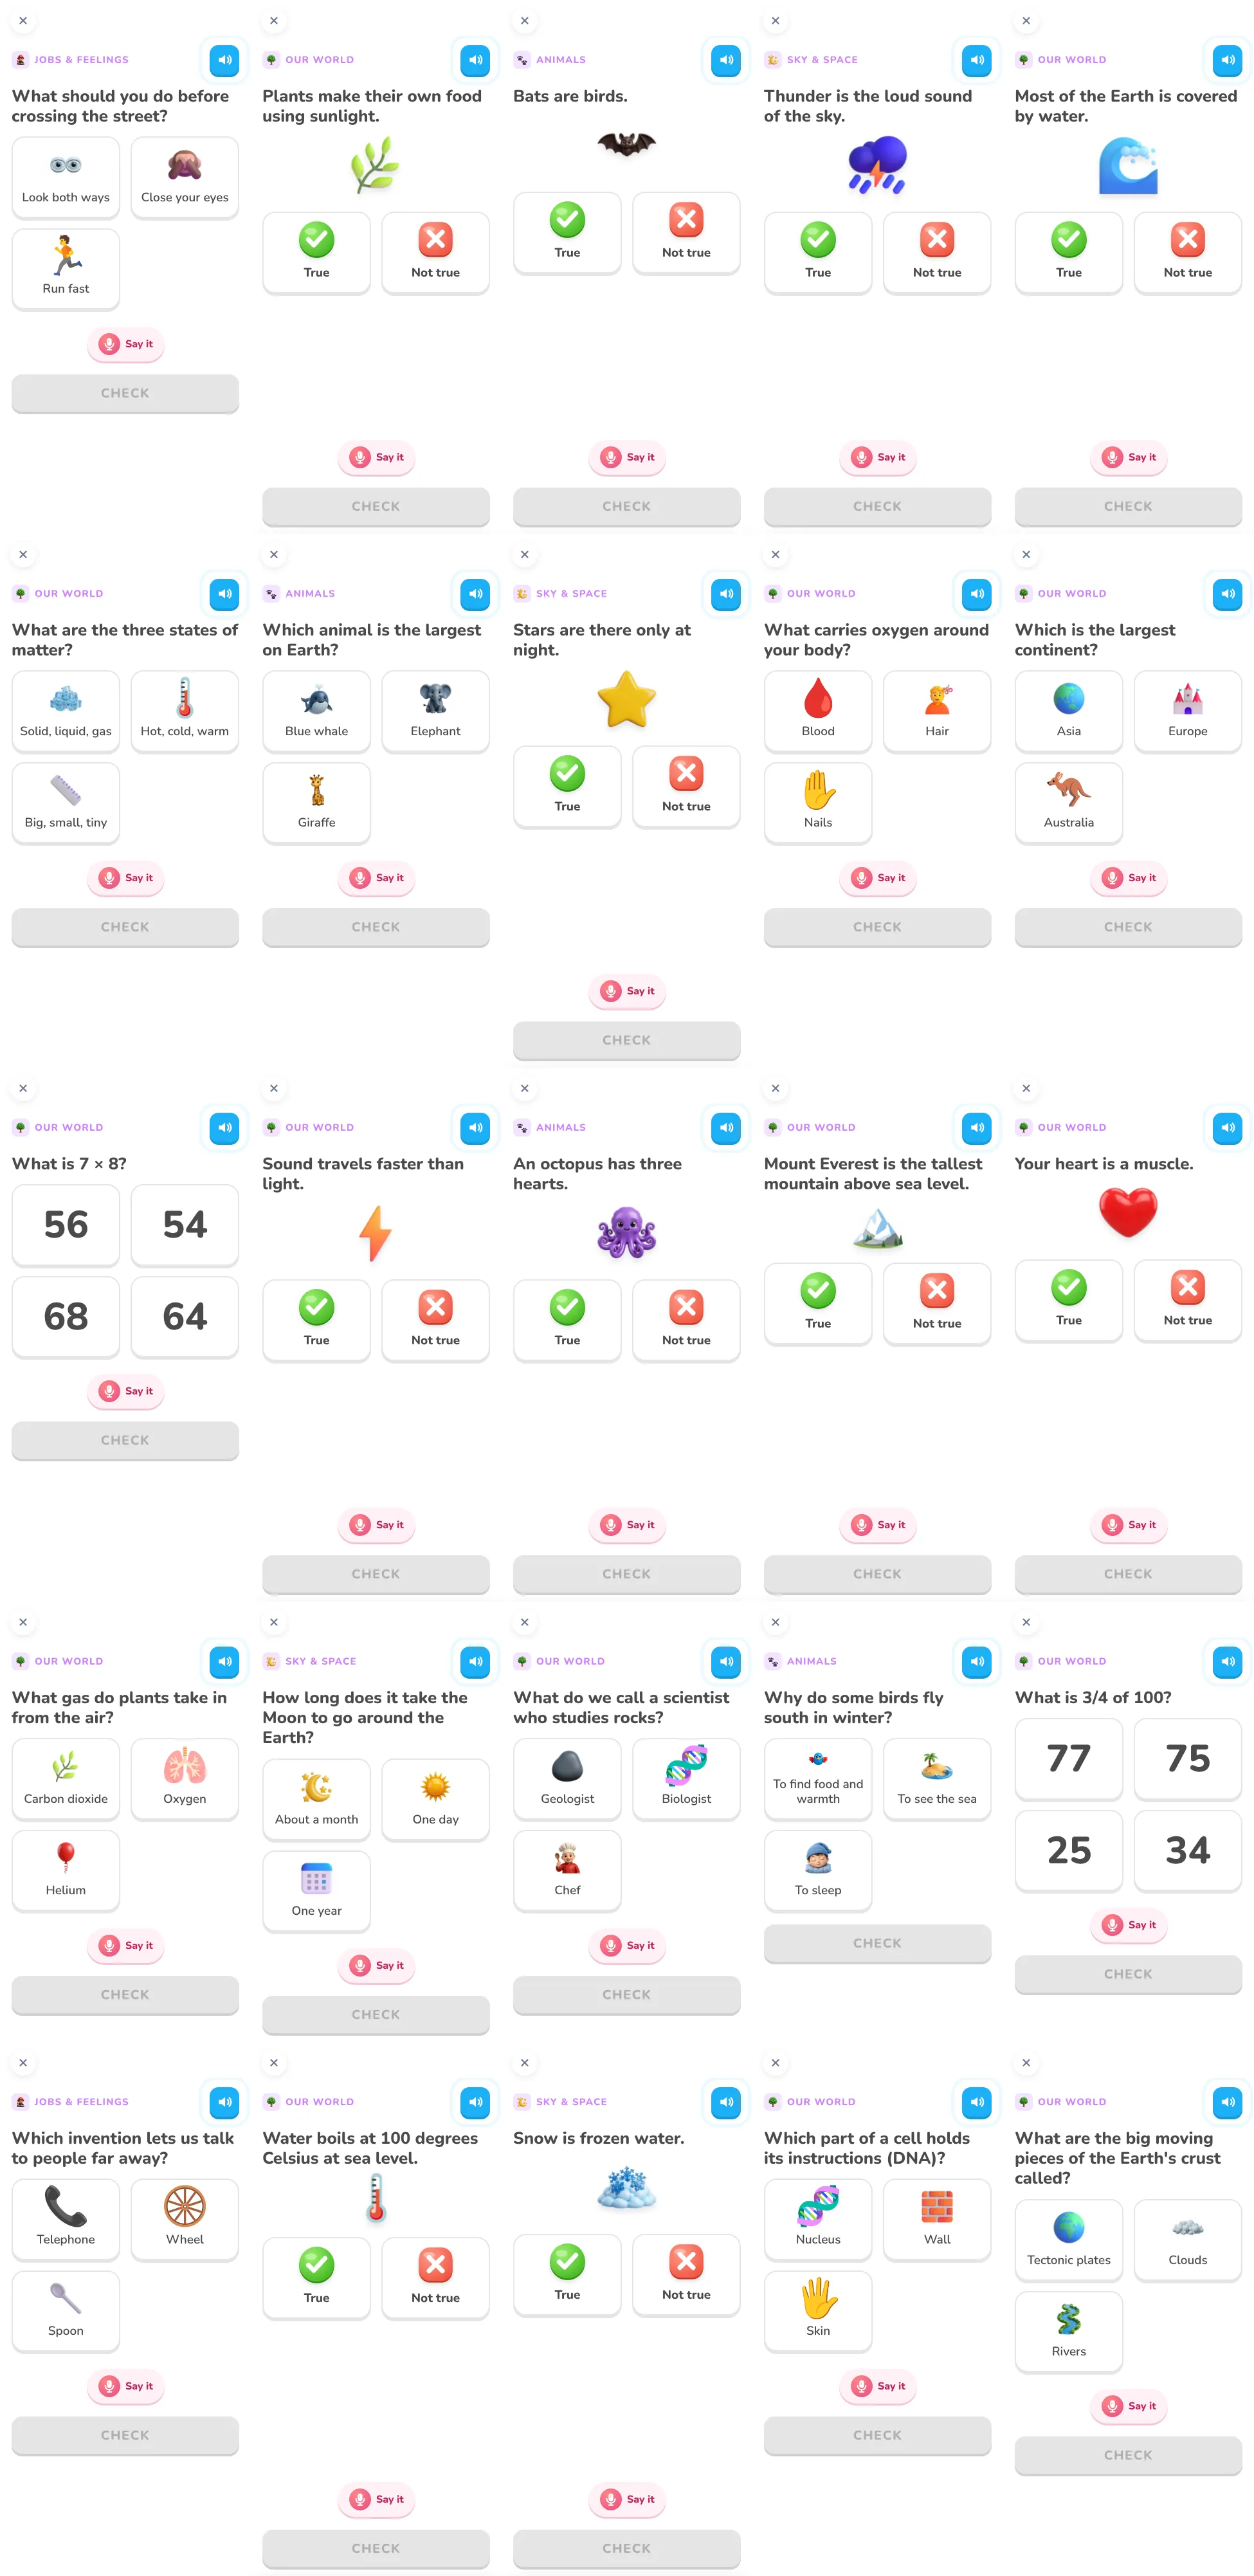 JOBS & FEELINGS
What should you do before
crossing the street?
Look both ways
Close your eyes
Run fast
Say it
CHECK
OUR WORLD
Plants make their own food
using sunlight.
True
Not true
Say it
CHECK
ANIMALS
Bats are birds.
True
Not true
Say it
CHECK
SKY & SPACE
Thunder is the loud sound
of the sky.
True
Not true
Say it
CHECK
OUR WORLD
Most of the Earth is covered
by water.
True
Not true
Say it
CHECK
OUR WORLD
What are the three states of
matter?
Solid, liquid, gas
Hot, cold, warm
Big, small, tiny
Say it
CHECK
ANIMALS
Which animal is the largest
on Earth?
Blue whale
Elephant
Giraffe
Say it
CHECK
SKY & SPACE
Stars are there only at
night.
True
Not true
Say it
CHECK
OUR WORLD
What carries oxygen around
your body?
Blood
Hair
Nails
Say it
CHECK
OUR WORLD
Which is the largest
continent?
Asia
Europe
Australia
Say it
CHECK
OUR WORLD
What is 7 × 8?
56
54
68
64
Say it
CHECK
OUR WORLD
Sound travels faster than
light.
True
Not true
Say it
CHECK
ANIMALS
An octopus has three
hearts.
True
Not true
Say it
CHECK
OUR WORLD
Mount Everest is the tallest
mountain above sea level.
True
Not true
Say it
CHECK
OUR WORLD
Your heart is a muscle.
True
Not true
Say it
CHECK
OUR WORLD
What gas do plants take in
from the air?
Carbon dioxide
Oxygen
Helium
Say it
CHECK
SKY & SPACE
How long does it take the
Moon to go around the
Earth?
About a month
One day
One year
Say it
CHECK
OUR WORLD
What do we call a scientist
who studies rocks?
Geologist
Biologist
Chef
Say it
CHECK
ANIMALS
Why do some birds fly
south in winter?
To find food and
warmth
To see the sea
To sleep
CHECK
OUR WORLD
What is 3/4 of 100?
77
75
25
34
Say it
CHECK
JOBS & FEELINGS
Which invention lets us talk
to people far away?
Telephone
Wheel
Spoon
Say it
CHECK
OUR WORLD
Water boils at 100 degrees
Celsius at sea level.
True
Not true
Say it
CHECK
SKY & SPACE
Snow is frozen water.
True
Not true
Say it
CHECK
OUR WORLD
Which part of a cell holds
its instructions (DNA)?
Nucleus
Wall
Skin
Say it
CHECK
OUR WORLD
What are the big moving
pieces of the Earth's crust
called?
Tectonic plates
Clouds
Rivers
Say it
CHECK